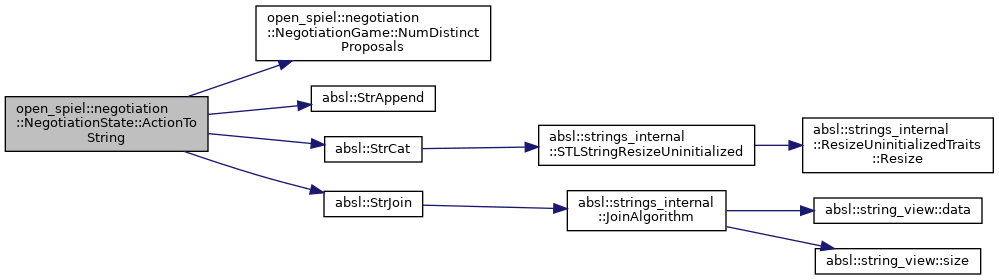 open_spiel::negotiation
::NegotiationState::ActionTo
String
open_spiel::negotiation
::NegotiationGame::NumDistinct
Proposals
absl::StrAppend
absl::StrCat
absl::StrJoin
absl::strings_internal
::STLStringResizeUninitialized
absl::strings_internal
::ResizeUninitializedTraits
::Resize
absl::strings_internal
::JoinAlgorithm
absl::string_view::data
absl::string_view::size